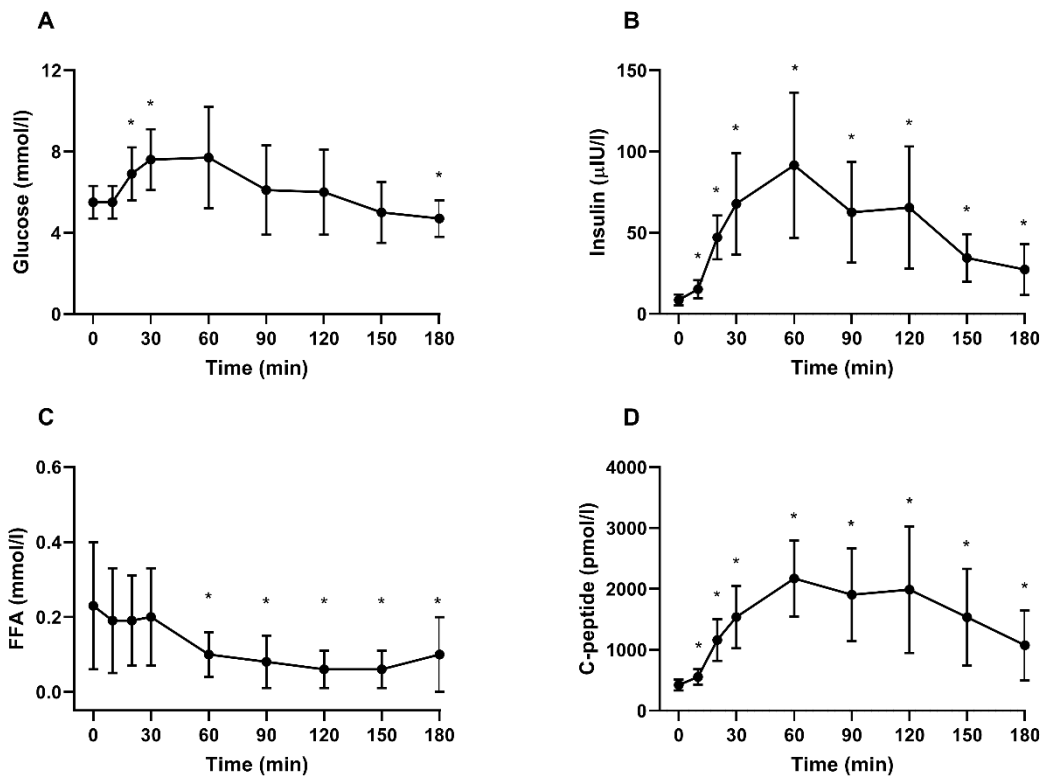 A
Glucose (mmol/l)
12
8
4
0
* * *
0 30 60 90 120 150 180
Time (min)
B
Insulin (μIU/l)
150
100
50
0
* * * * * * * *
0 30 60 90 120 150 180
Time (min)
C
FFA (mmol/l)
0.6
0.4
0.2
0.0
* * * * *
0 30 60 90 120 150 180
Time (min)
D
C-peptide (pmol/l)
4000
3000
2000
1000
0
* * * * * * * *
0 30 60 90 120 150 180
Time (min)